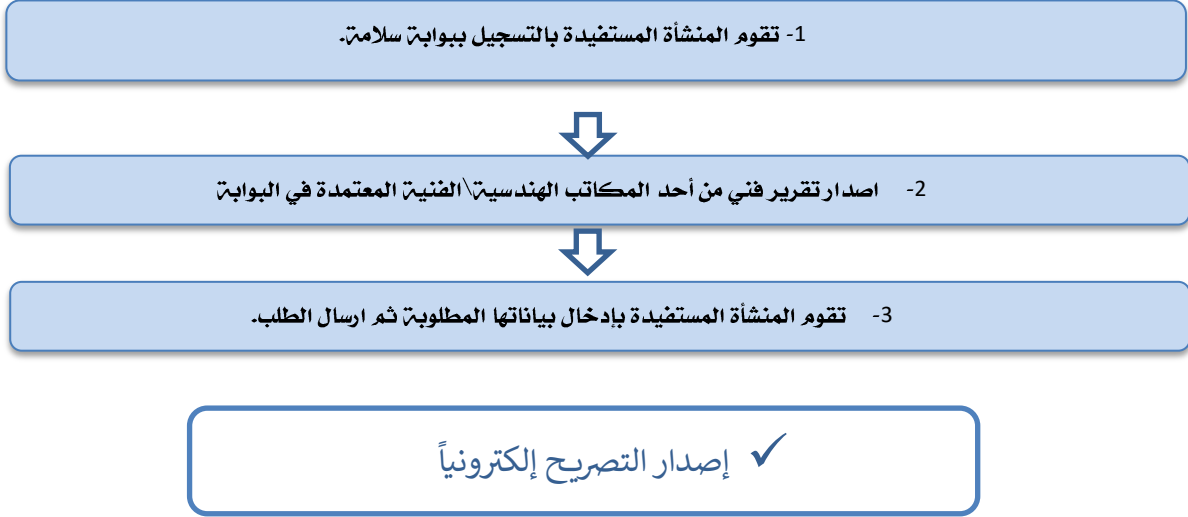 1- تقوم المنشأة المستفيدة بالتسجيل ببوابة سلامة.
2- اصدار تقرير فني من أحد المكاتب الهندسية\الفنية المعتمدة في البوابة
3- تقوم المنشأة المستفيدة بإدخال بياناتها المطلوبة ثم ارسال الطلب.
✓ إصدار التصريح إلكترونياً